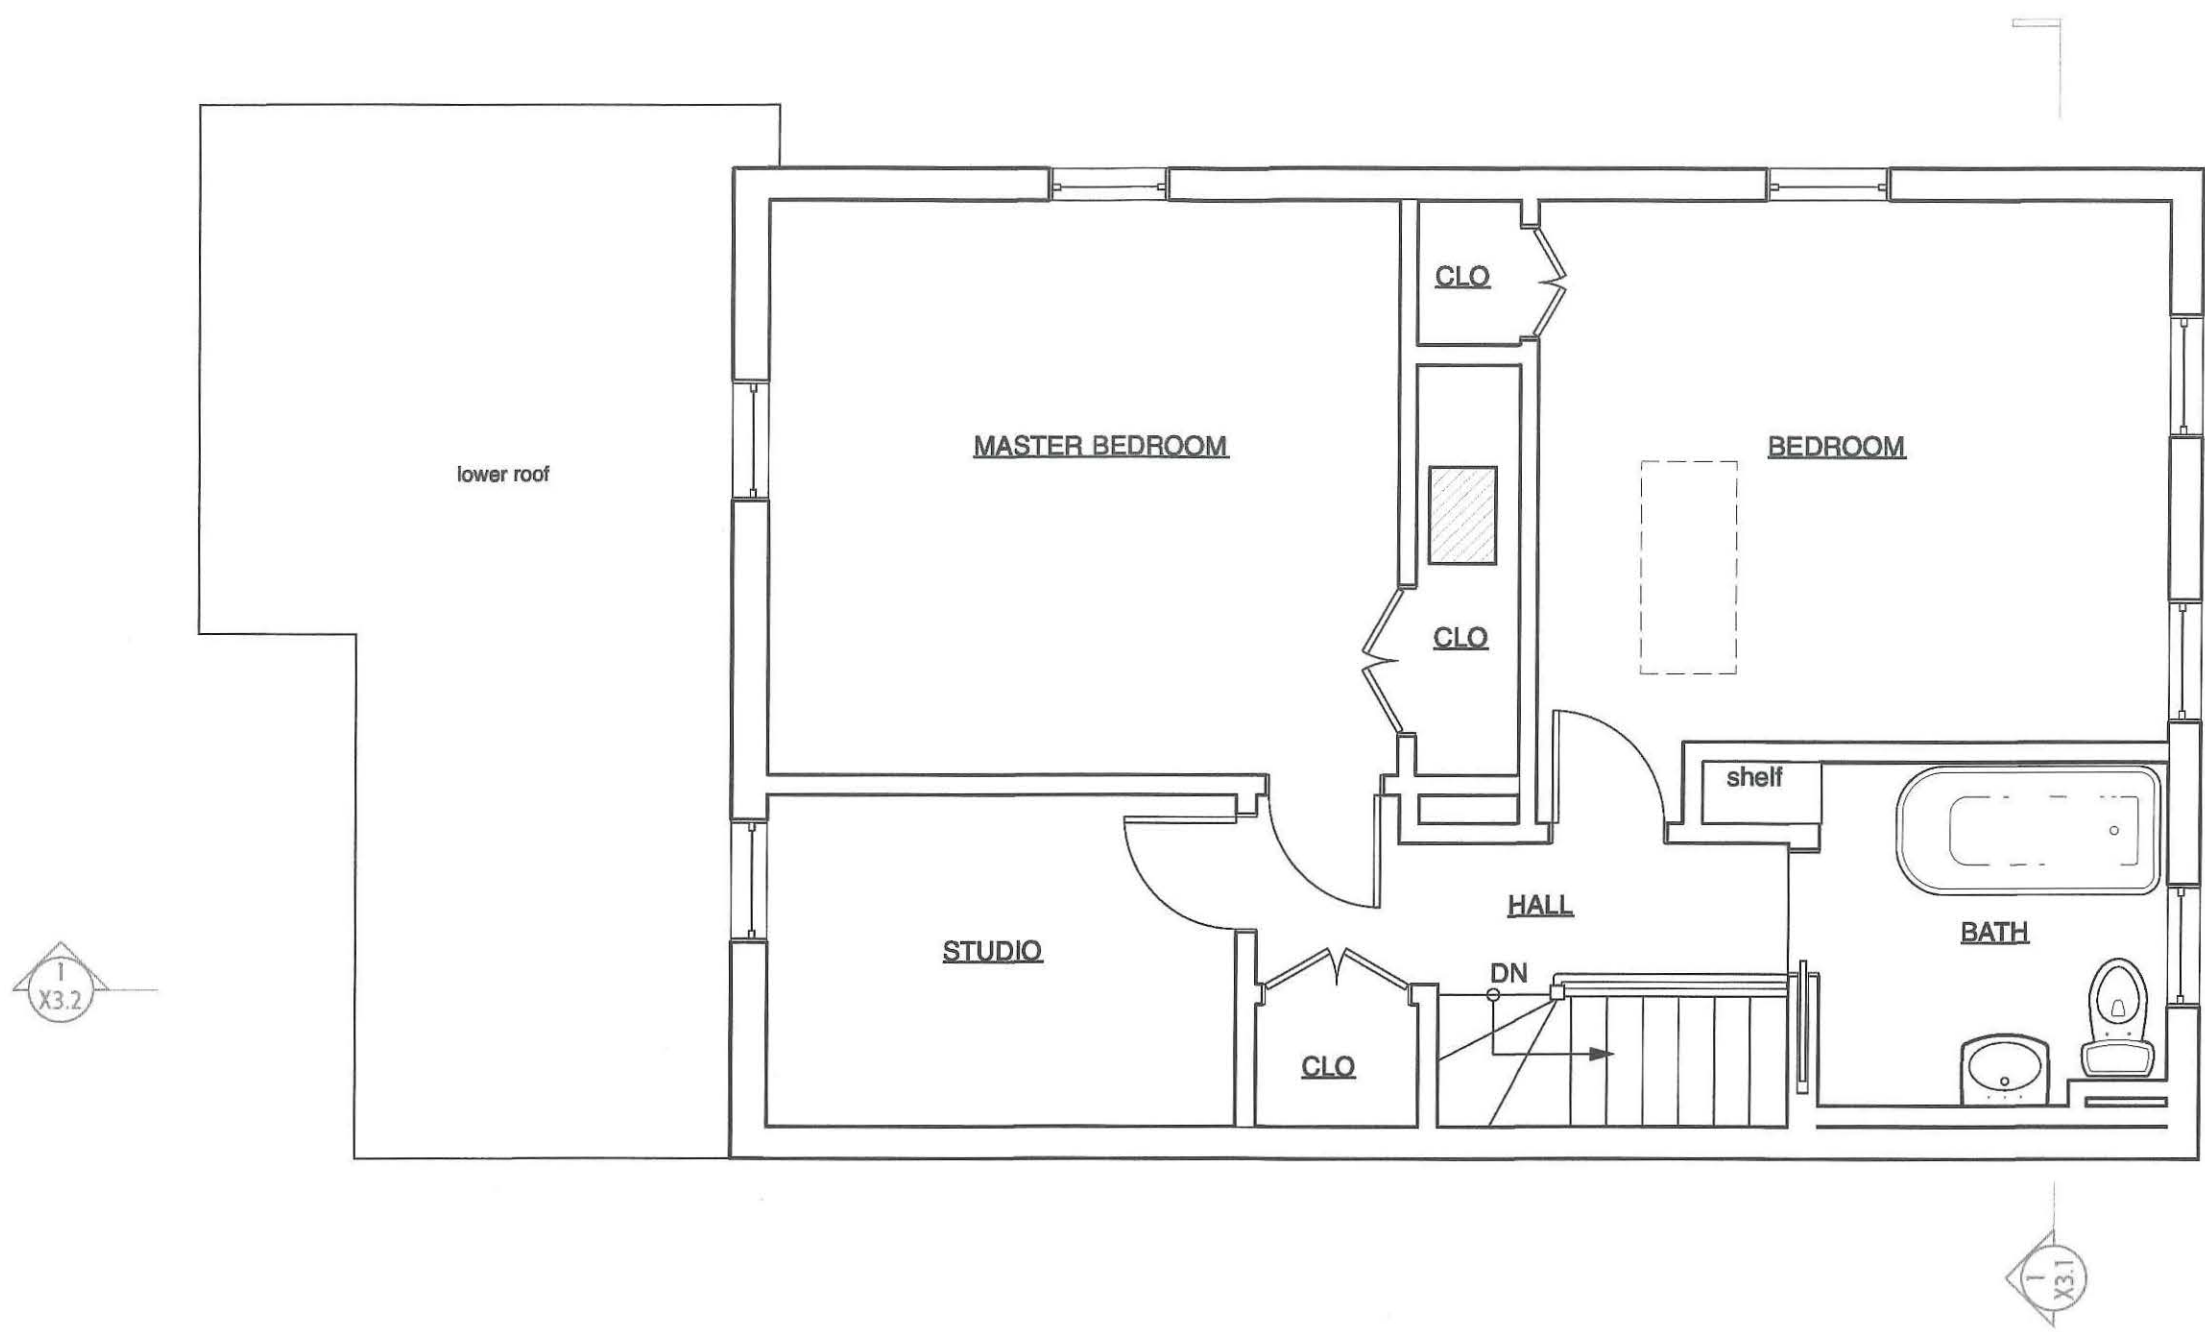 CLO
MASTER BEDROOM
BEDROOM
lower roof
CLO
shelf
HALL
BATH
STUDIO
DN
1
X3.2
CLO
1
X3.1